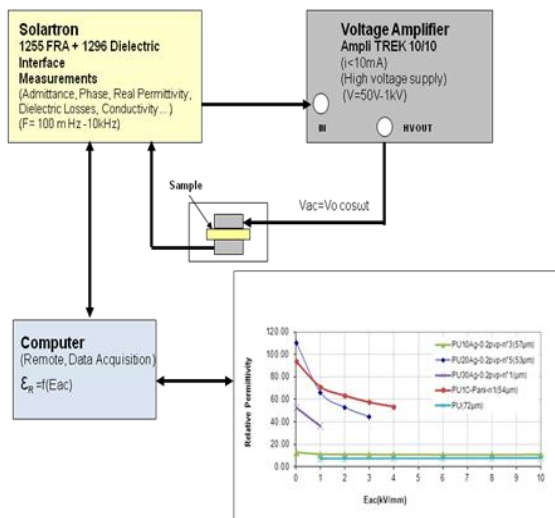 Solartron
1255 FRA + 1296 Dielectric
Interface
Measurements
(Admittance, Phase, Real Permittivity,
Dielectric Losses, Conductivity...)
(F= 100 m Hz -10kHz)
Voltage Amplifier
Ampli TREK 10/10
(i<10mA)
(High voltage supply)
(V=50V-1kV)
IN
HVOUT
Sample
Vac=Vo cosωt
Computer
(Remote, Data Acquisition)
ℰR =f(Eac)
Relative Permittivity
120.00
100.00
80.00
60.00
40.00
20.00
0.00
0 1 2 3 4 5 6 7 8 9 10
Eac(kV/mm)
PU10Ag-0.2pvp-n°3(57µm)
PU20Ag-0.2pvp-n°5(53µm)
PU30Ag-0.2pvp-n°1(µm)
PU1C-Park-n1(54µm)
PU(72µm)